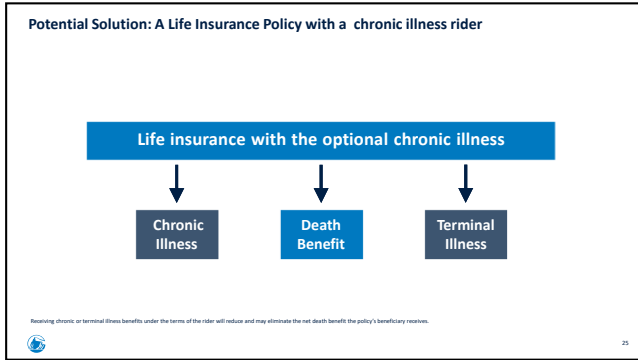 Potential Solution: A Life Insurance Policy with a chronic illness rider
Life insurance with the optional chronic illness
Chronic
Illness
Death
Benefit
Terminal
Illness
Receiving chronic or terminal illness benefits under the terms of the rider will reduce and may eliminate the net death benefit the policy's beneficiary receives.
25